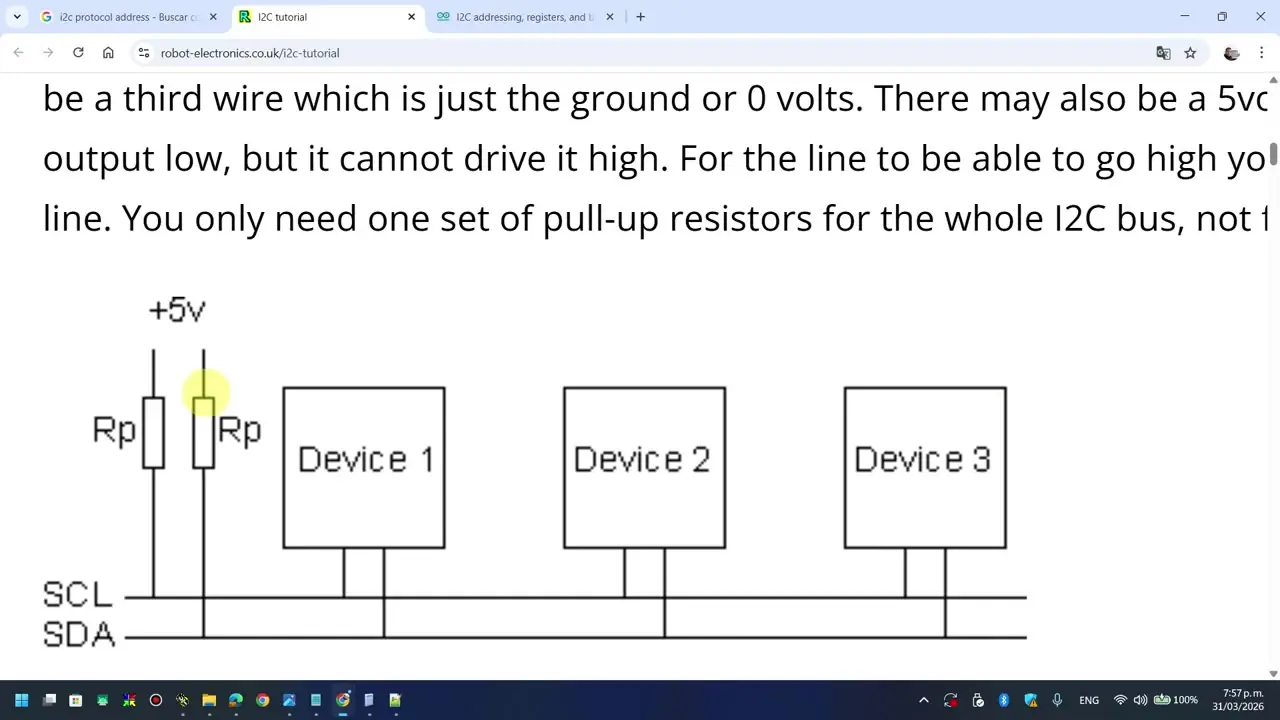 i2c protocol address - Buscar c
I2C tutorial
I2C addressing, registers, and
robot-electronics.co.uk/i2c-tutorial
be a third wire which is just the ground or 0 volts. There may also be a 5v
output low, but it cannot drive it high. For the line to be able to go high yo
line. You only need one set of pull-up resistors for the whole I2C bus, not f
+5v
Rp
Rp
Device 1
Device 2
Device 3
SCL
SDA
ENG
100%
7:57 p.m.
31/03/2026